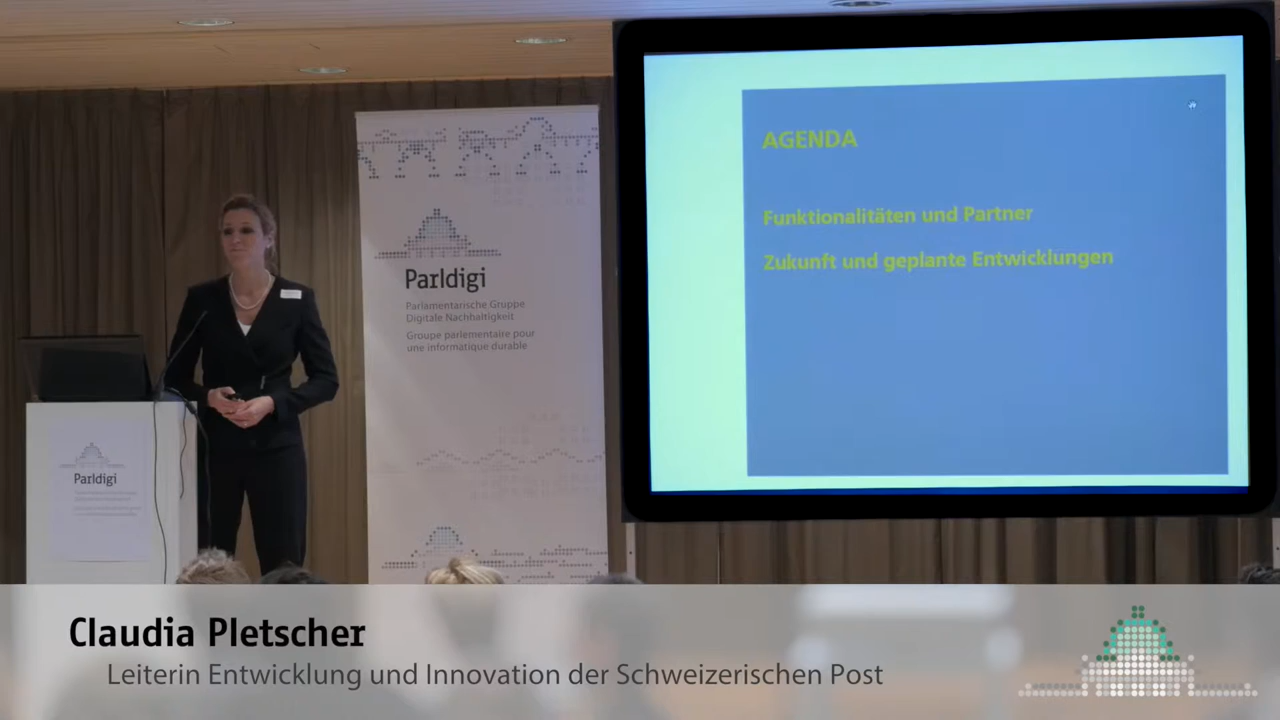 AGENDA
Funktionalitäten und Partner
Zukunft und geplante Entwicklungen
Parldigi
Parlamentarische Gruppe
Digitale Nachhaltigkeit
Groupe parlementaire pour
une informatique durable
Parldigi
Claudia Pletscher
Leiterin Entwicklung und Innovation der Schweizerischen Post